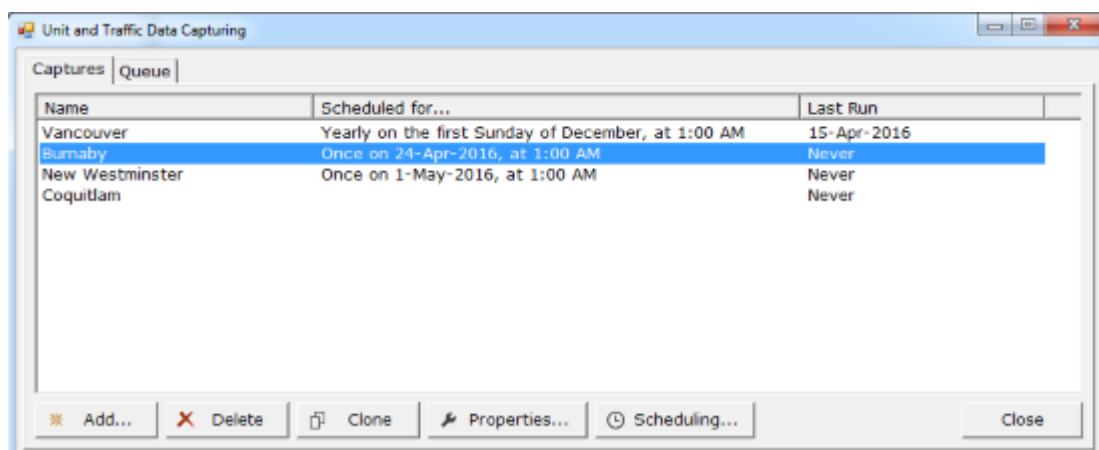 Unit and Traffic Data Capturing
Captures Queue
Name Scheduled for... Last Run
Vancouver Yearly on the first Sunday of December, at 1:00 AM 15-Apr-2016
Burnaby Once on 24-Apr-2016, at 1:00 AM Never
New Westminster Once on 1-May-2016, at 1:00 AM Never
Coquitlam Never
Add... Delete Clone Properties... Scheduling... Close